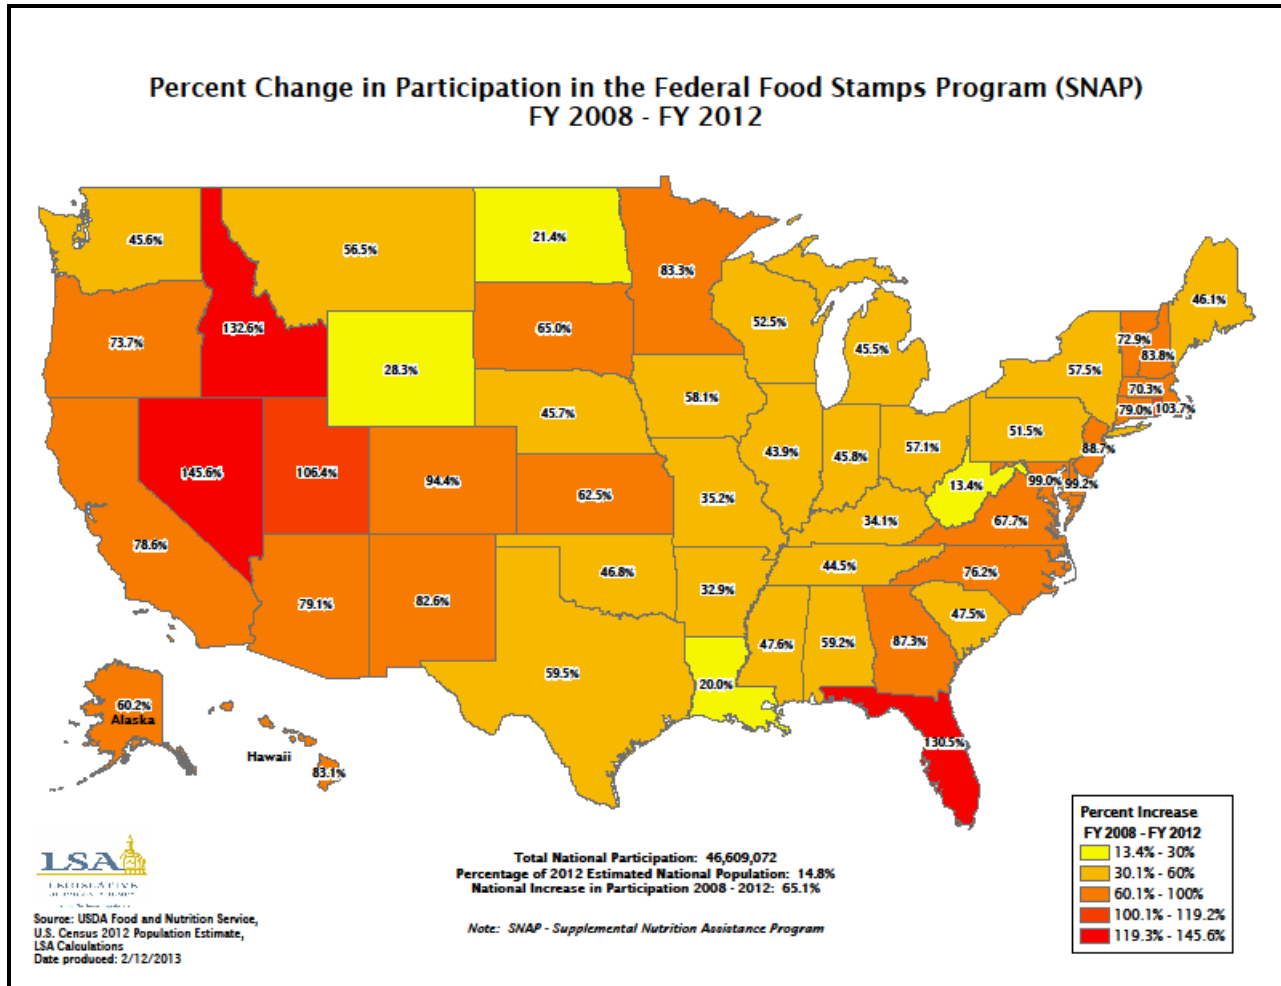 Percent Change in Participation in the Federal Food Stamps Program (SNAP)
FY 2008 - FY 2012
45.6%
56.5%
21.4%
83.3%
46.1%
73.7%
132.6%
28.3%
65.0%
52.5%
45.5%
57.5%
72.9%
83.8%
70.3%
79.0%
103.7%
58.1%
45.7%
51.5%
88.7%
145.6%
106.4%
94.4%
62.5%
43.9%
45.8%
57.1%
13.4%
99.0%
99.2%
35.2%
34.1%
67.7%
78.6%
79.1%
82.6%
46.8%
32.9%
44.5%
76.2%
47.5%
59.5%
47.6%
59.2%
87.3%
20.0%
130.5%
60.2%
Alaska
Hawaii
83.1%
Percent Increase
FY 2008 - FY 2012
13.4% - 30%
30.1% - 60%
60.1% - 100%
100.1% - 119.2%
119.3% - 145.6%
LSA
LEGISLATIVE
Total National Participation: 46,609,072
Percentage of 2012 Estimated National Population: 14.8%
National Increase in Participation 2008 - 2012: 65.1%
Note: SNAP - Supplemental Nutrition Assistance Program
Source: USDA Food and Nutrition Service,
U.S. Census 2012 Population Estimate,
LSA Calculations
Date produced: 2/12/2013